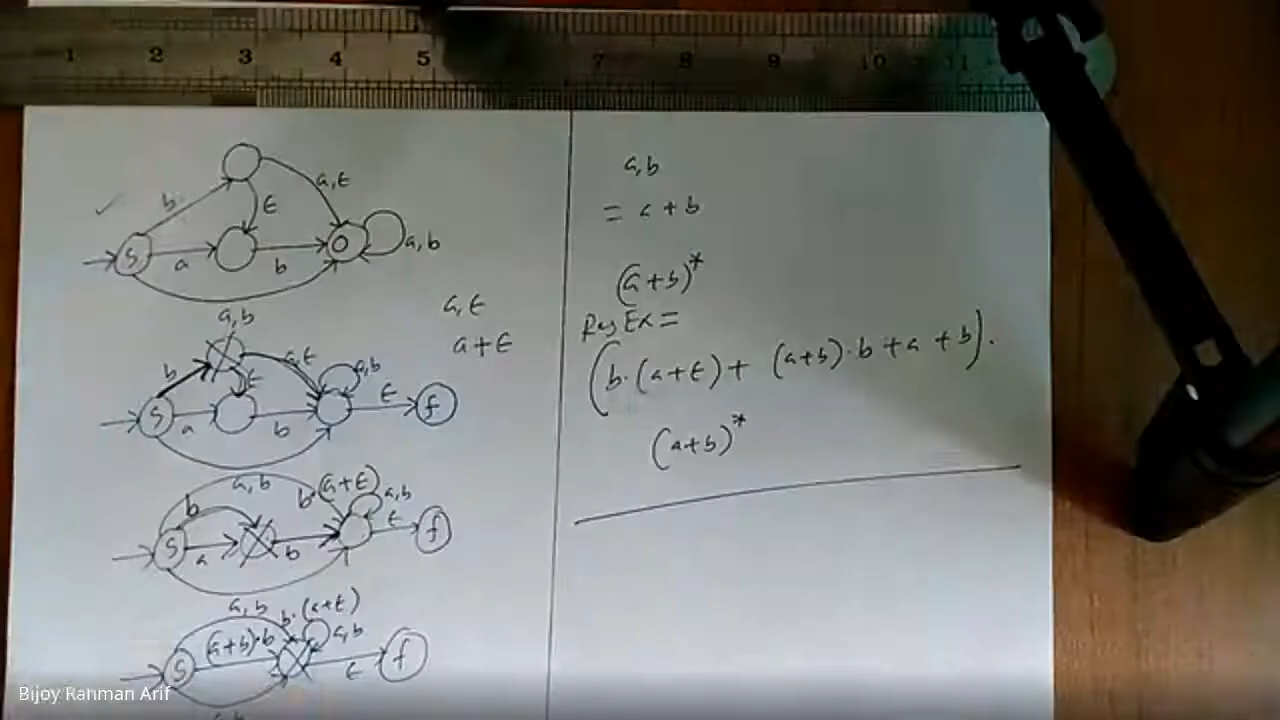 1 2 3 4 5 7 8 9 10 11
b a,ϵ
ϵ
S a b a,b
a,b
a,ϵ
a+ϵ
b a,ϵ ϵ a,b
S a b ϵ f
a,b b.(a+ϵ) a,b
b
S a b ϵ f
a,b b.(a+ϵ)
(a+b).b a,b
S ϵ f
a,b
a,b
= a+b
(a+b)*
RegEx=
(b.(a+ϵ)+ (a+b).b+a+b).
(a+b)*
Bijoy Rahman Arif